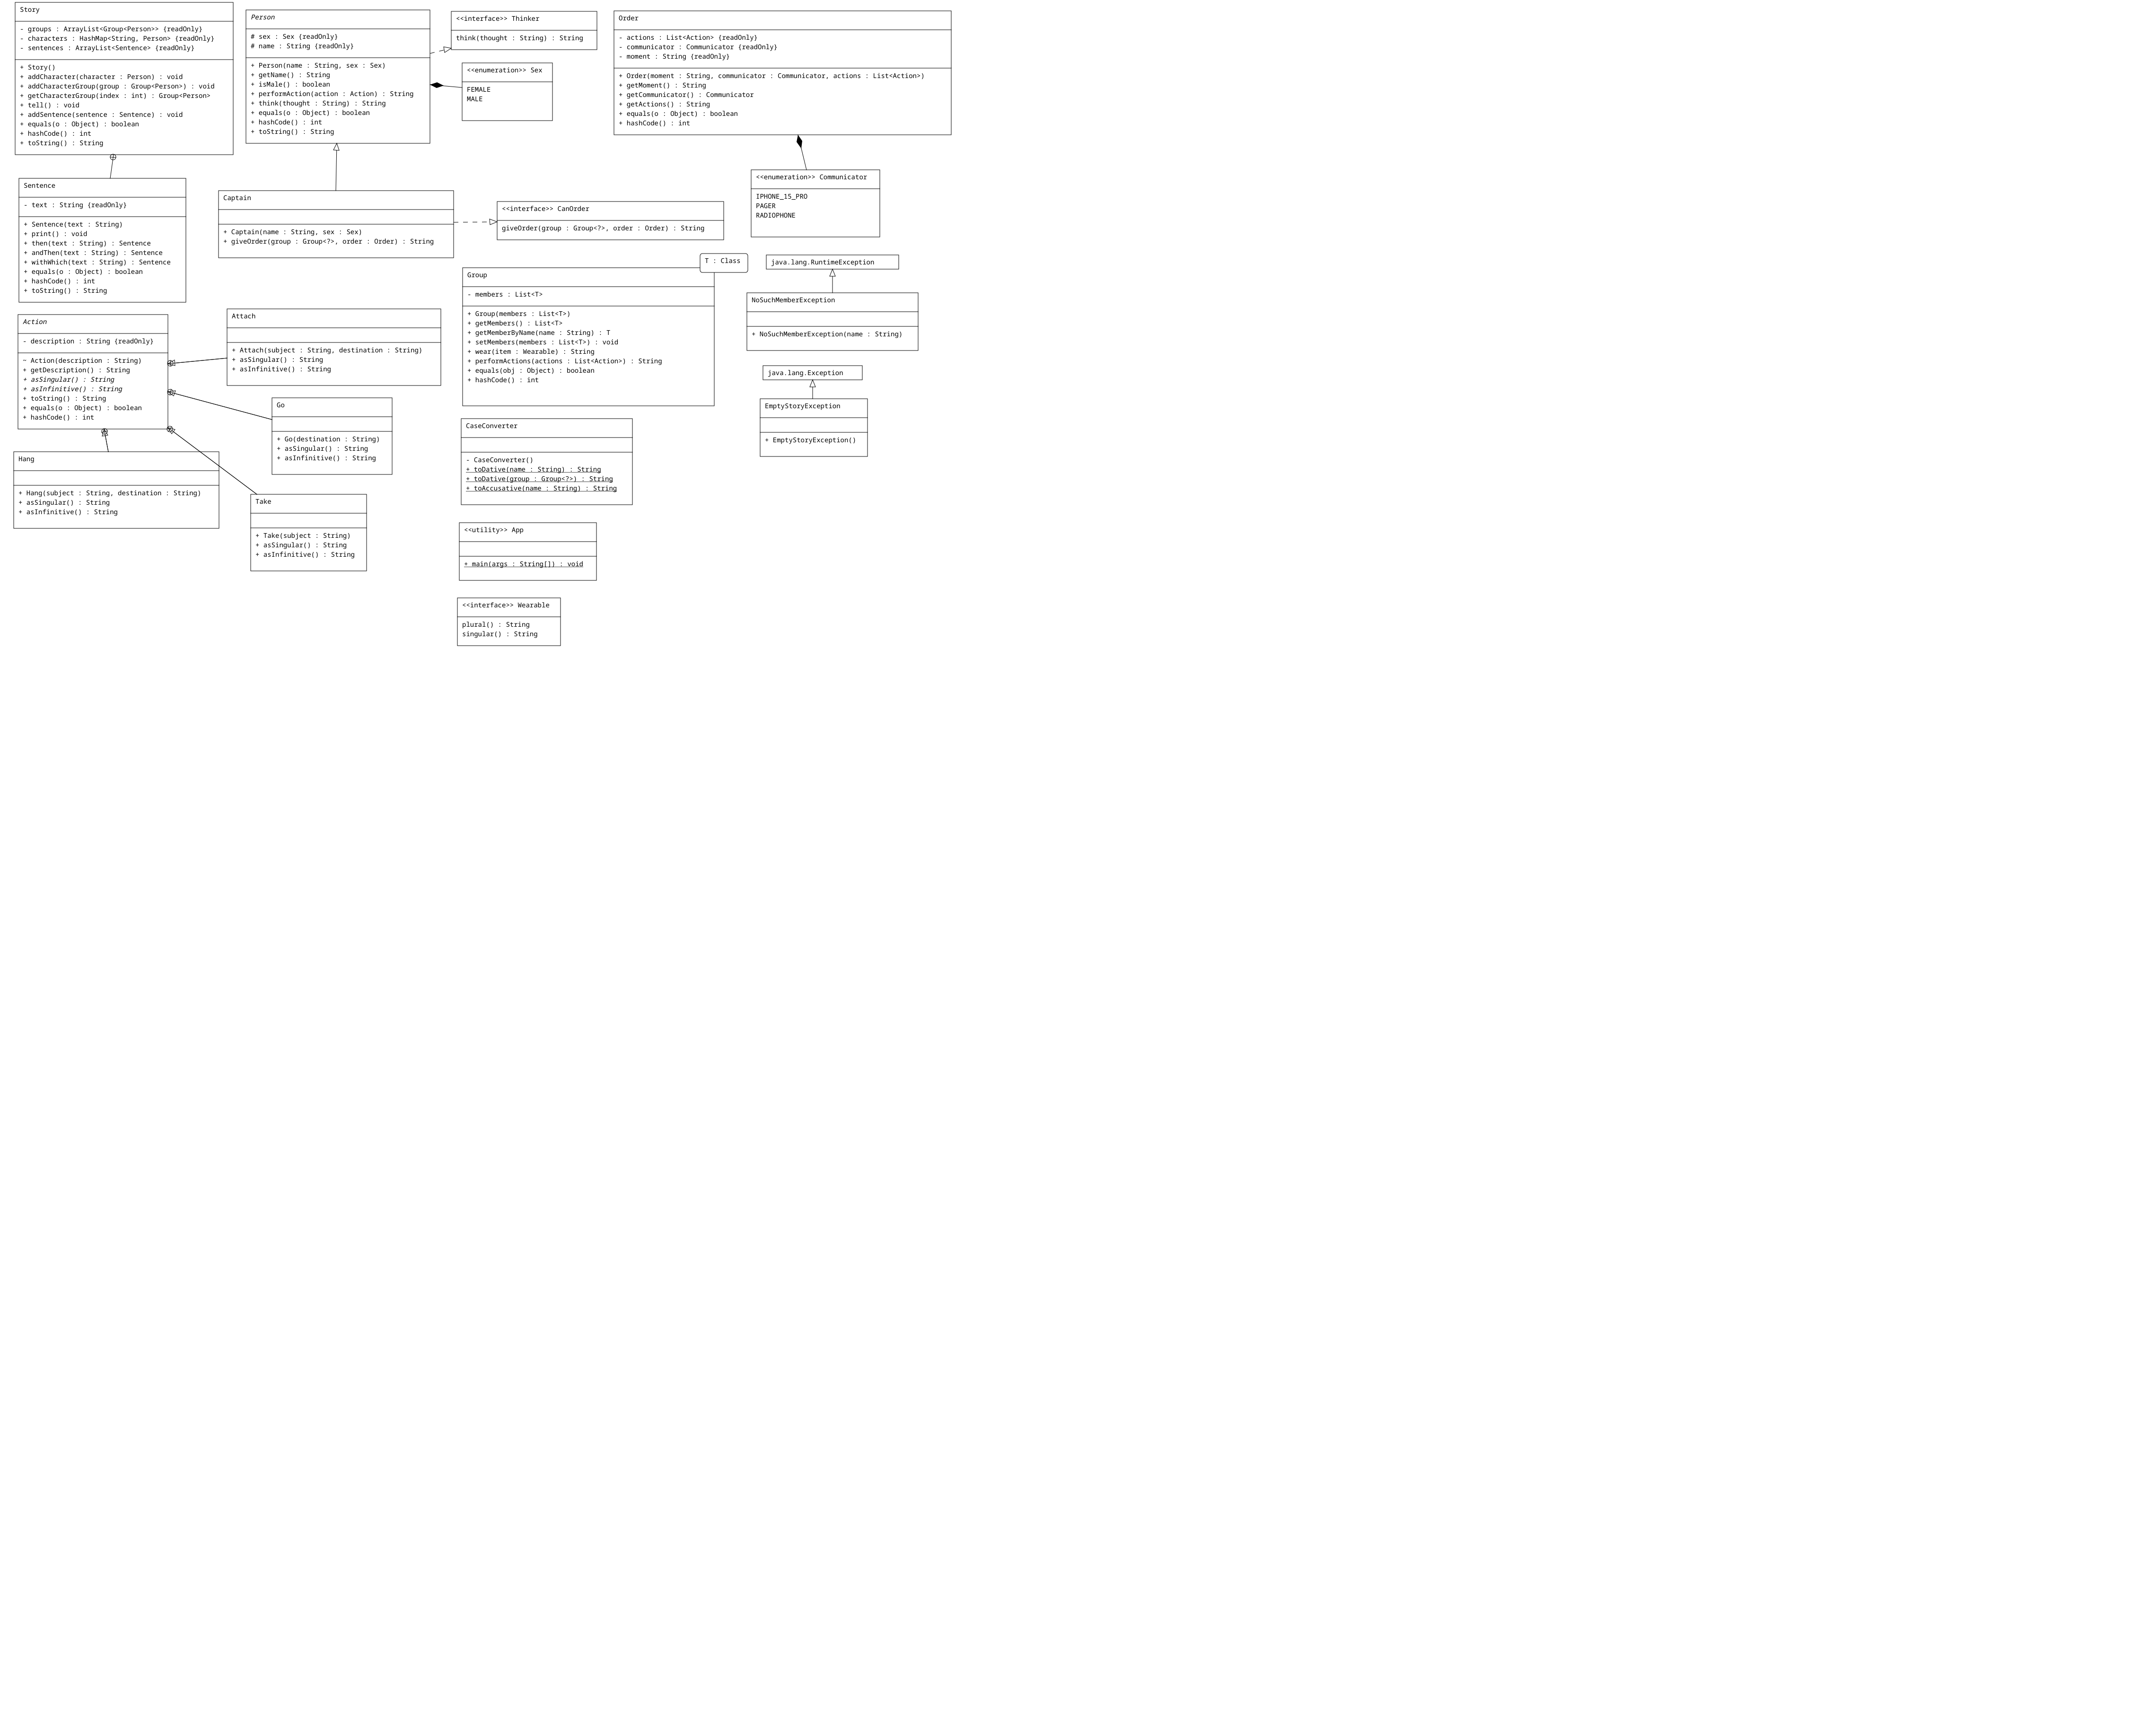 Story
- groups : ArrayList<Group<Person>> {readOnly}
- characters : HashMap<String, Person> {readOnly}
- sentences : ArrayList<Sentence> {readOnly}
+ Story()
+ addCharacter(character : Person) : void
+ addCharacterGroup(group : Group<Person>) : void
+ getCharacterGroup(index : int) : Group<Person>
+ tell() : void
+ addSentence(sentence : Sentence) : void
+ equals(o : Object) : boolean
+ hashCode() : int
+ toString() : String
Person
# sex : Sex {readOnly}
# name : String {readOnly}
+ Person(name : String, sex : Sex)
+ getName() : String
+ isMale() : boolean
+ performAction(action : Action) : String
+ think(thought : String) : String
+ equals(o : Object) : boolean
+ hashCode() : int
+ toString() : String
<<interface>> Thinker
think(thought : String) : String
<<enumeration>> Sex
FEMALE
MALE
Order
- actions : List<Action> {readOnly}
- communicator : Communicator {readOnly}
- moment : String {readOnly}
+ Order(moment : String, communicator : Communicator, actions : List<Action>)
+ getMoment() : String
+ getCommunicator() : Communicator
+ getActions() : String
+ equals(o : Object) : boolean
+ hashCode() : int
<<enumeration>> Communicator
IPHONE_15_PRO
PAGER
RADIOPHONE
Sentence
- text : String {readOnly}
+ Sentence(text : String)
+ print() : void
+ then(text : String) : Sentence
+ andThen(text : String) : Sentence
+ withWhich(text : String) : Sentence
+ equals(o : Object) : boolean
+ hashCode() : int
+ toString() : String
Captain
+ Captain(name : String, sex : Sex)
+ giveOrder(group : Group<?>, order : Order) : String
<<interface>> CanOrder
giveOrder(group : Group<?>, order : Order) : String
T : Class
Group
- members : List<T>
+ Group(members : List<T>)
+ getMembers() : List<T>
+ getMemberByName(name : String) : T
+ setMembers(members : List<T>) : void
+ wear(item : Wearable) : String
+ performActions(actions : List<Action>) : String
+ equals(obj : Object) : boolean
+ hashCode() : int
java.lang.RuntimeException
NoSuchMemberException
+ NoSuchMemberException(name : String)
java.lang.Exception
EmptyStoryException
+ EmptyStoryException()
Action
- description : String {readOnly}
~ Action(description : String)
+ getDescription() : String
+ asSingular() : String
+ asInfinitive() : String
+ toString() : String
+ equals(o : Object) : boolean
+ hashCode() : int
Attach
+ Attach(subject : String, destination : String)
+ asSingular() : String
+ asInfinitive() : String
Go
+ Go(destination : String)
+ asSingular() : String
+ asInfinitive() : String
Hang
+ Hang(subject : String, destination : String)
+ asSingular() : String
+ asInfinitive() : String
Take
+ Take(subject : String)
+ asSingular() : String
+ asInfinitive() : String
CaseConverter
- CaseConverter()
+ toDative(name : String) : String
+ toDative(group : Group<?>) : String
+ toAccusative(name : String) : String
<<utility>> App
+ main(args : String[]) : void
<<interface>> Wearable
plural() : String
singular() : String